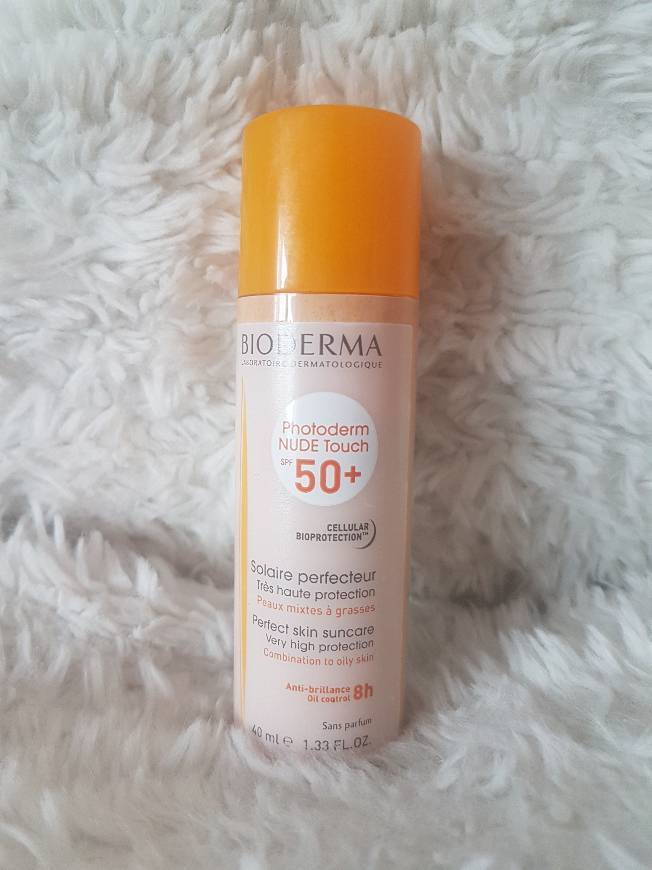 BIODERMA
LABORATOIRE DERMATOLOGIQUE
Photoderm
NUDE Touch
SPF 50+
CELLULAR
BIOPROTECTION™
Solaire perfecteur
Très haute protection
Peaux mixtes à grasses
Perfect skin suncare
Very high protection
Combination to oily skin
Anti-brillance
Oil control 8h
Sans parfum
40 ml e 1.33 FL.OZ.